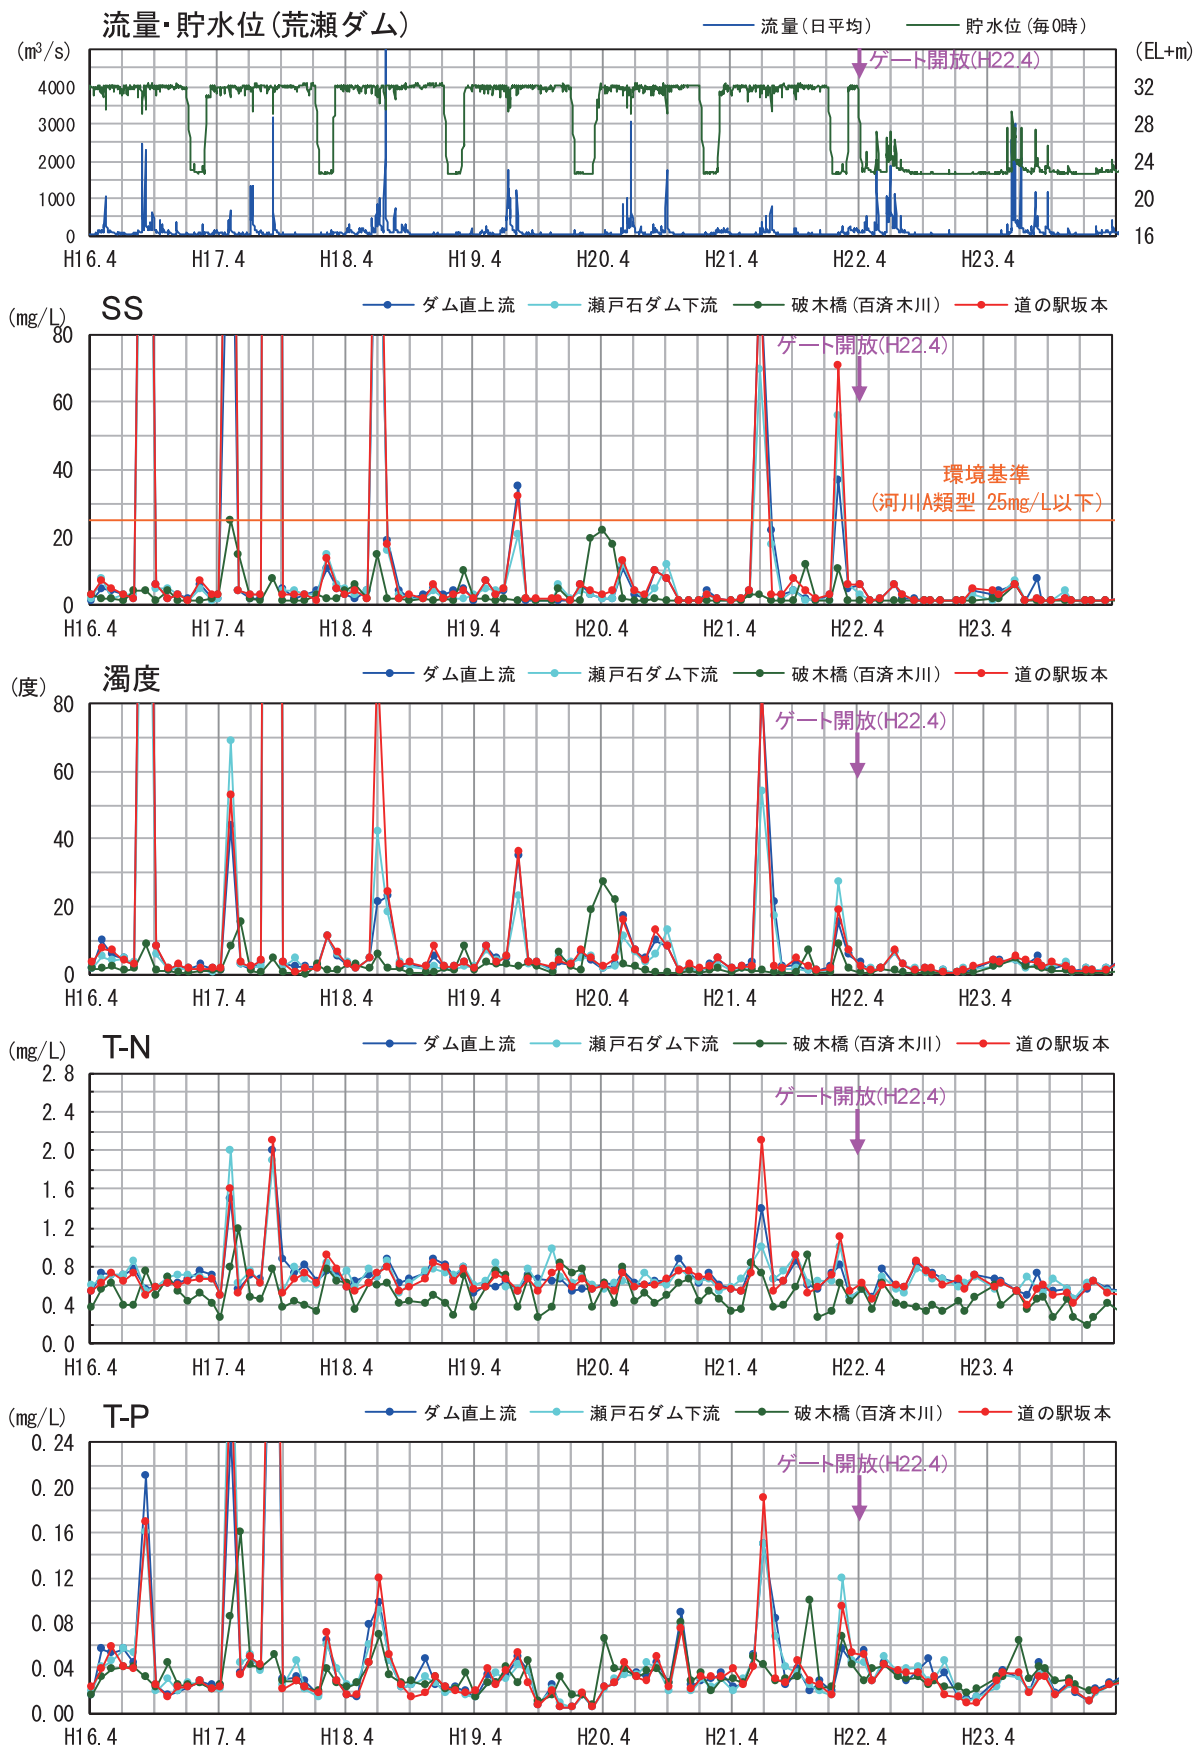 流量・貯水位(荒瀬ダム)
流量(日平均) 貯水位(毎0時)
(m³/s) (EL+m)
ゲート開放(H22.4)
4000 32
3000 28
2000 24
1000 20
0 16
H16.4 H17.4 H18.4 H19.4 H20.4 H21.4 H22.4 H23.4
SS
ダム直上流 瀬戸石ダム下流 破木橋(百済木川) 道の駅坂本
(mg/L)
80
ゲート開放(H22.4)
60
40
環境基準
(河川A類型 25mg/L以下)
20
0
H16.4 H17.4 H18.4 H19.4 H20.4 H21.4 H22.4 H23.4
濁度
ダム直上流 瀬戸石ダム下流 破木橋(百済木川) 道の駅坂本
(度)
80
ゲート開放(H22.4)
60
40
20
0
H16.4 H17.4 H18.4 H19.4 H20.4 H21.4 H22.4 H23.4
T-N
ダム直上流 瀬戸石ダム下流 破木橋(百済木川) 道の駅坂本
(mg/L)
2.8
ゲート開放(H22.4)
2.4
2.0
1.6
1.2
0.8
0.4
0.0
H16.4 H17.4 H18.4 H19.4 H20.4 H21.4 H22.4 H23.4
T-P
ダム直上流 瀬戸石ダム下流 破木橋(百済木川) 道の駅坂本
(mg/L)
0.24
ゲート開放(H22.4)
0.20
0.16
0.12
0.08
0.04
0.00
H16.4 H17.4 H18.4 H19.4 H20.4 H21.4 H22.4 H23.4